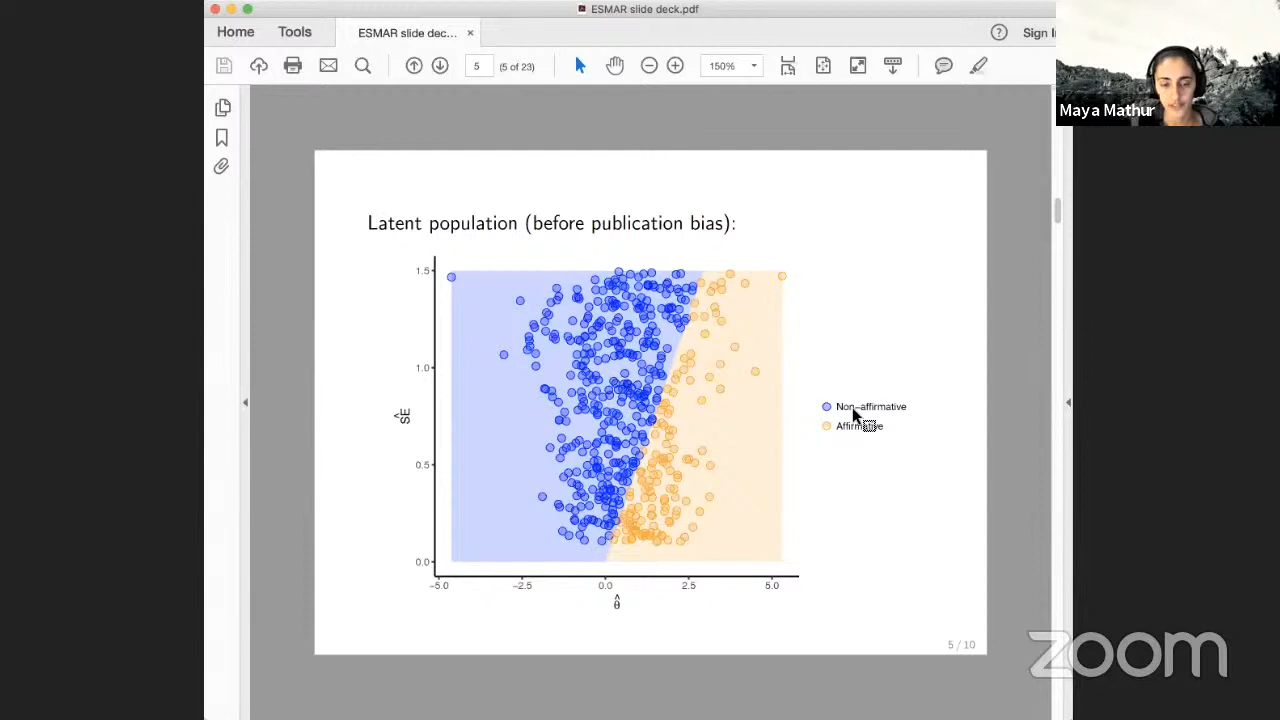 ESMAR slide deck.pdf
Home
Tools
ESMAR slide dec...
×
?
5
(5 of 23)
150%
Maya Mathur
Latent population (before publication bias):
1.5
1.0
0.5
0.0
-5.0
-2.5
0.0
2.5
5.0
Non-affirmative
5 / 10
zoom